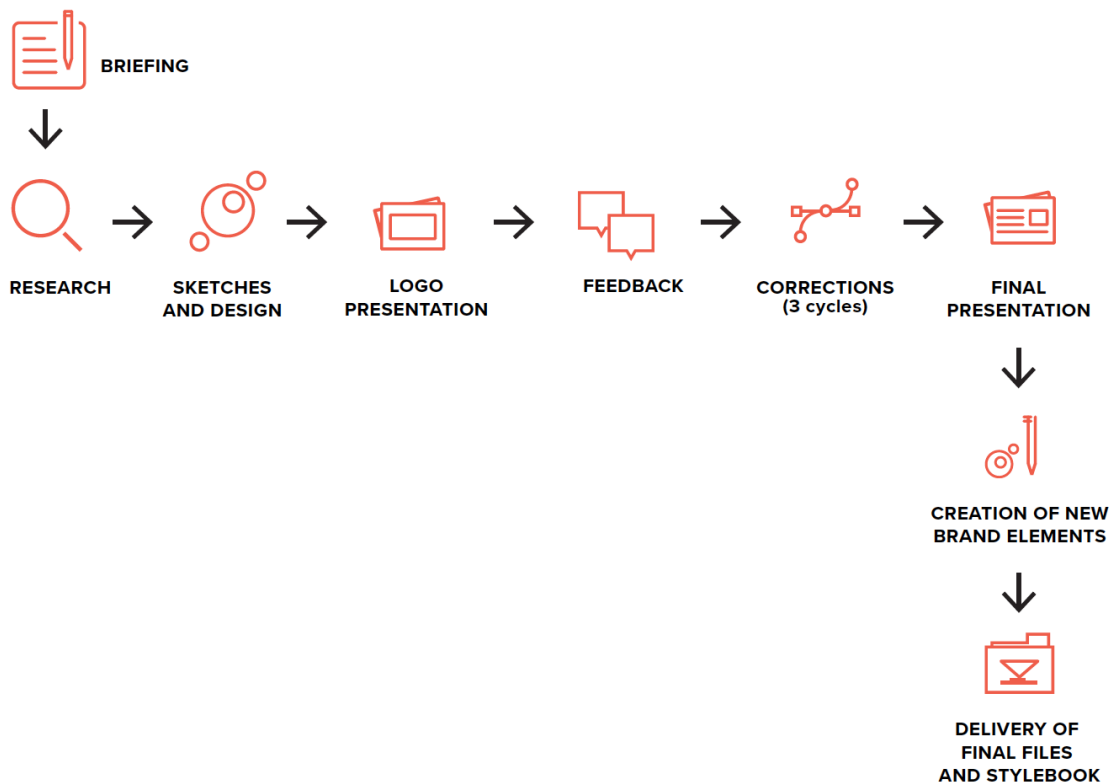 BRIEFING
RESEARCH
SKETCHES
AND DESIGN
LOGO
PRESENTATION
FEEDBACK
CORRECTIONS
(3 cycles)
FINAL
PRESENTATION
CREATION OF NEW
BRAND ELEMENTS
DELIVERY OF
FINAL FILES
AND STYLEBOOK